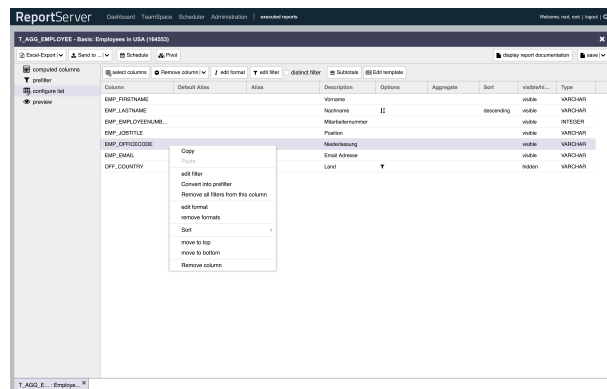 ReportServer Dashboard TeamSpace Scheduler Administration | executed reports Welcome, root, root | logout |
T_AGG_EMPLOYEE - Basis: Employees in USA (164553)
Excel-Export Send to ... Schedule Pivot display report documentation save
computed columns
prefilter
configure list
preview
select columns Remove column edit format edit filter distinct filter Subtotals Edit template
Column Default Alias Alias Description Options Aggregate Sort visible/hi... Type
EMP_FIRSTNAME Vorname visible VARCHAR
EMP_LASTNAME Nachname descending visible VARCHAR
EMP_EMPLOYEENUMB... Mitarbeiternummer visible INTEGER
EMP_JOBTITLE Position visible VARCHAR
EMP_OFFICECODE Niederlassung visible VARCHAR
EMP_EMAIL Email Adresse visible VARCHAR
OFF_COUNTRY Land hidden VARCHAR
Copy
Paste
edit filter
Convert into prefilter
Remove all filters from this column
edit format
remove formats
Sort
move to top
move to bottom
Remove column
T_AGG_E... : Employe...